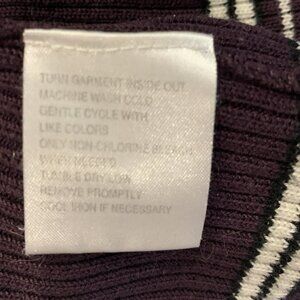 TURN GARMENT INSIDE OUT
MACHINE WASH COLD
GENTLE CYCLE WITH
LIKE COLORS
ONLY NON-CHLORINE BLEACH
WHEN NEEDED
TUMBLE DRY LOW
REMOVE PROMPTLY
COOL IRON IF NECESSARY